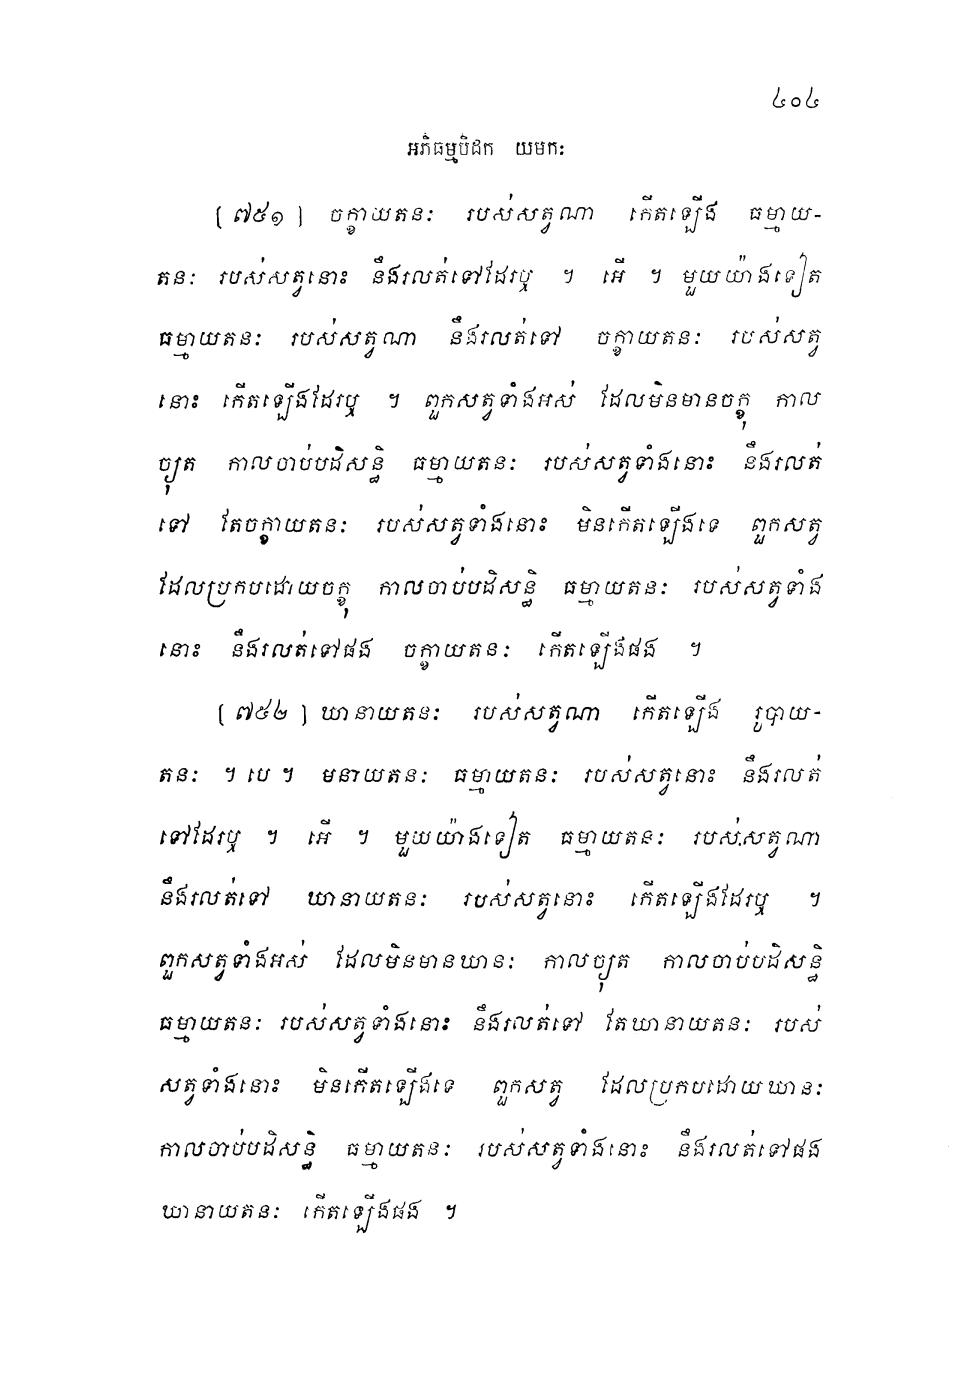 ៤០៤
អភិធម្មបិដក យមកៈ
[ ៧៥១ ] ចក្ខាយតនៈ របស់សត្វណា កើតឡើង ធម្មាយ-
តនៈ របស់សត្វនោះ នឹងរលត់ទៅដែរឬ ។ អើ ។ មួយយ៉ាងទៀត
ធម្មាយតនៈ របស់សត្វណា នឹងរលត់ទៅ ចក្ខាយតនៈ របស់សត្វ
នោះ កើតឡើងដែរឬ ។ ពួកសត្វទាំងអស់ ដែលមិនមានចក្ខុ កាល
ច្យុត កាលចាប់បដិសន្ធិ ធម្មាយតនៈ របស់សត្វទាំងនោះ នឹងរលត់
ទៅ តែចក្ខាយតនៈ របស់សត្វទាំងនោះ មិនកើតឡើងទេ ពួកសត្វ
ដែលប្រកបដោយចក្ខុ កាលចាប់បដិសន្ធិ ធម្មាយតនៈ របស់សត្វទាំង
នោះ នឹងរលត់ទៅផង ចក្ខាយតនៈ កើតឡើងផង ។
[ ៧៥២ ] ឃានាយតនៈ របស់សត្វណា កើតឡើង រូបាយ-
តនៈ ។ បេ ។ មនាយតនៈ ធម្មាយតនៈ របស់សត្វនោះ នឹងរលត់
ទៅដែរឬ ។ អើ ។ មួយយ៉ាងទៀត ធម្មាយតនៈ របស់សត្វណា
នឹងរលត់ទៅ ឃានាយតនៈ របស់សត្វនោះ កើតឡើងដែរឬ ។
ពួកសត្វទាំងអស់ ដែលមិនមានឃានៈ កាលច្យុត កាលចាប់បដិសន្ធិ
ធម្មាយតនៈ របស់សត្វទាំងនោះ នឹងរលត់ទៅ តែឃានាយតនៈ របស់
សត្វទាំងនោះ មិនកើតឡើងទេ ពួកសត្វ ដែលប្រកបដោយឃានៈ
កាលចាប់បដិសន្ធិ ធម្មាយតនៈ របស់សត្វទាំងនោះ នឹងរលត់ទៅផង
ឃានាយតនៈ កើតឡើងផង ។